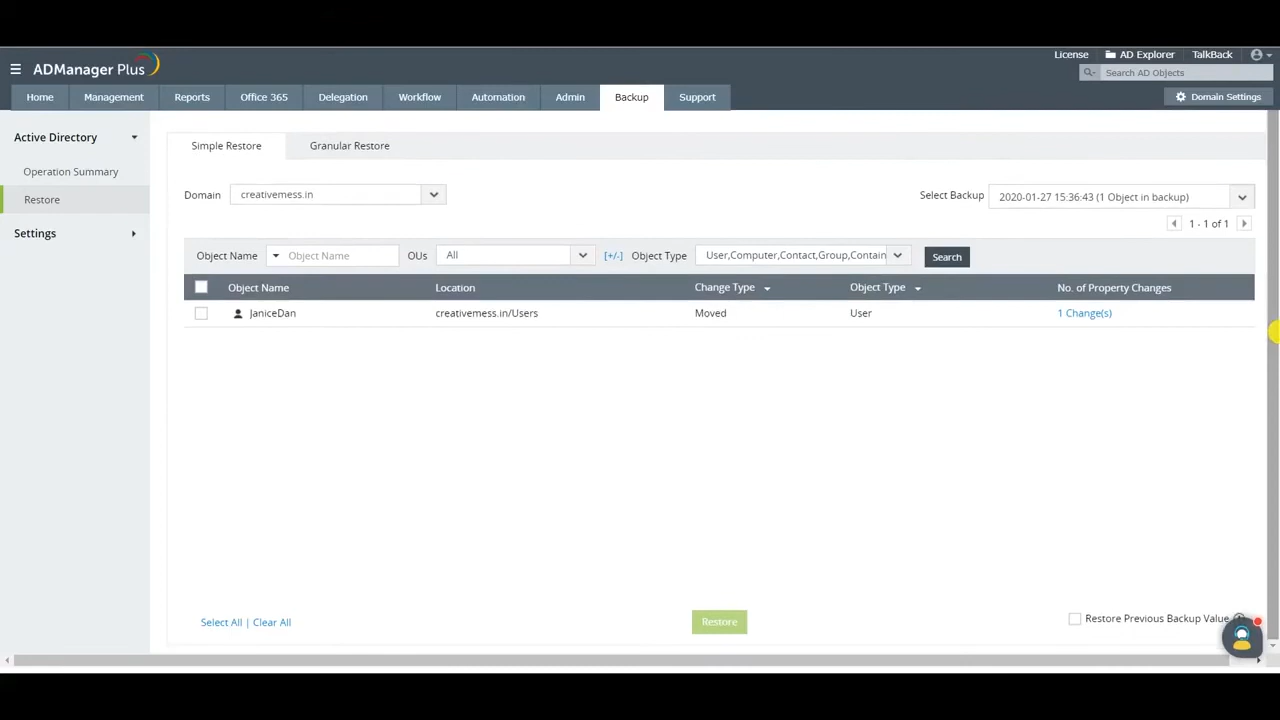 License AD Explorer TalkBack
ADManager Plus
Search AD Objects
Home Management Reports Office 365 Delegation Workflow Automation Admin Backup Support Domain Settings
Active Directory
Operation Summary
Restore
Settings
Simple Restore Granular Restore
Domain creativemess.in Select Backup 2020-01-27 15:36:43 (1 Object in backup)
1 - 1 of 1
Object Name Object Name OUs All [+/-] Object Type User,Computer,Contact,Group,Contain Search
Object Name Location Change Type Object Type No. of Property Changes
JaniceDan creativemess.in/Users Moved User 1 Change(s)
Select All | Clear All Restore Restore Previous Backup Value